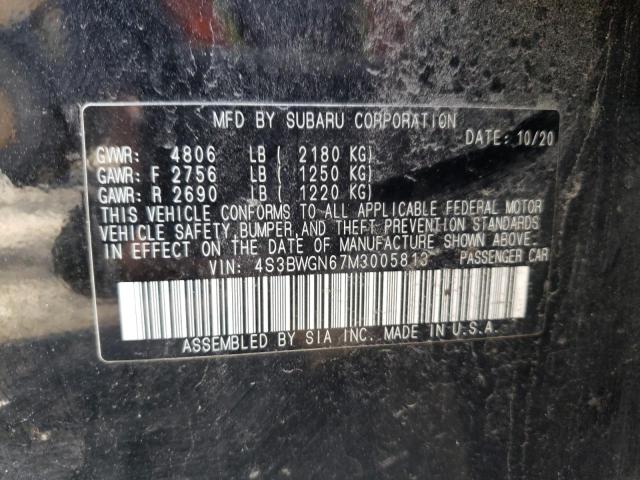 MFD BY SUBARU CORPORATION
DATE: 10/20
GVWR: 4806 LB ( 2180 KG)
GAWR: F 2756 LB ( 1250 KG)
GAWR: R 2690 LB ( 1220 KG)
THIS VEHICLE CONFORMS TO ALL APPLICABLE FEDERAL MOTOR
VEHICLE SAFETY, BUMPER, AND THEFT PREVENTION STANDARDS
IN EFFECT ON THE DATE OF MANUFACTURE SHOWN ABOVE.
VIN: 4S3BWGN67M3005813 PASSENGER CAR
ASSEMBLED BY SIA INC. MADE IN U.S.A.